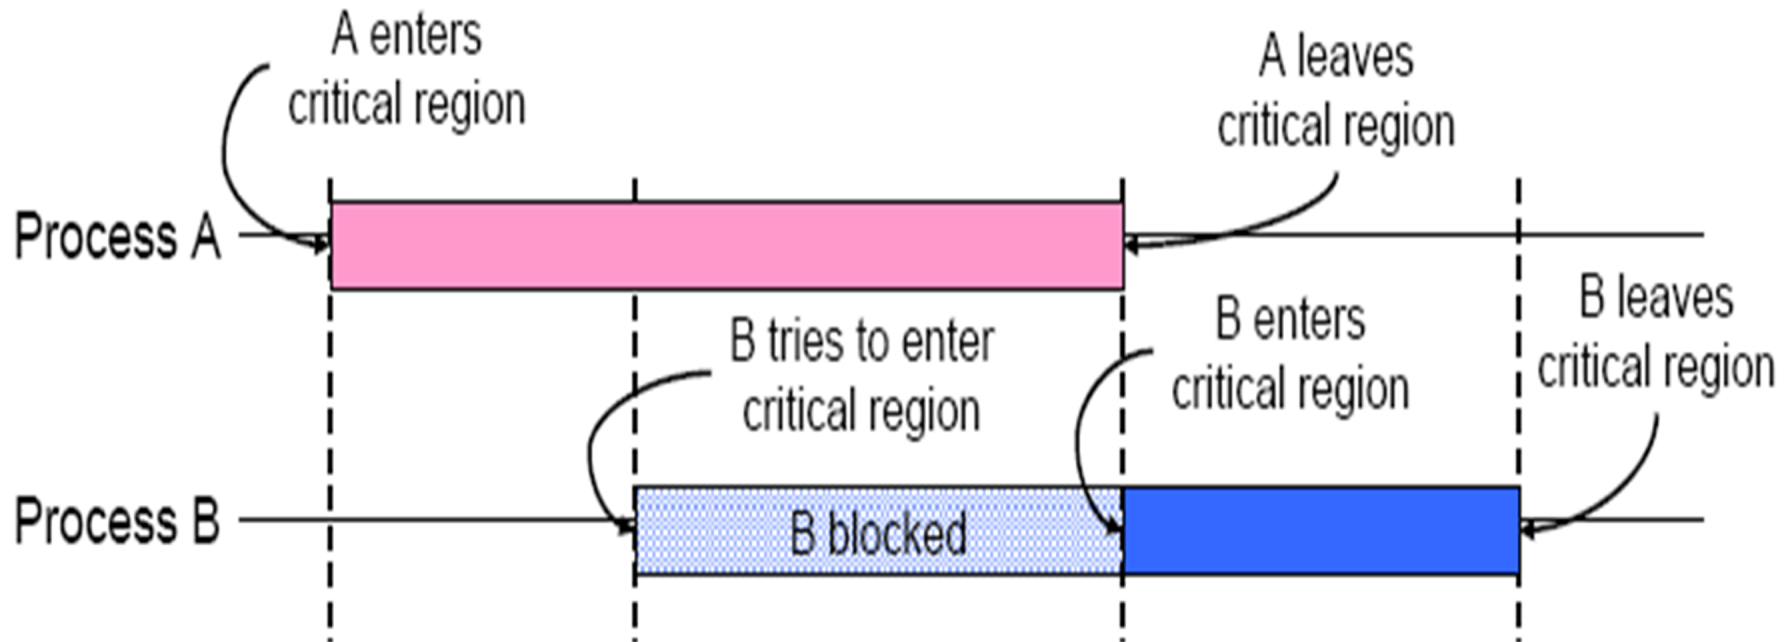 A enters
critical region
A leaves
critical region
Process A
B tries to enter
critical region
B enters
critical region
B leaves
critical region
Process B
B blocked